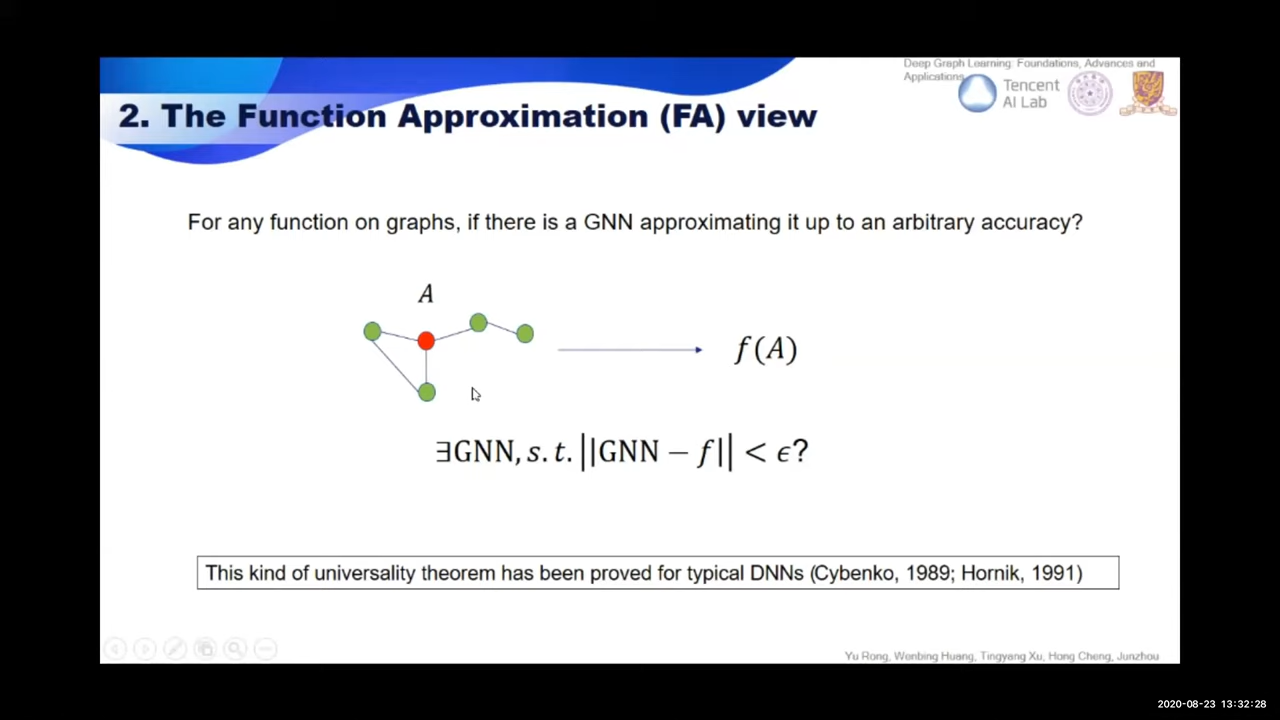 Deep Graph Learning: Foundations, Advances and
Applications
Tencent
AI Lab
2. The Function Approximation (FA) view
For any function on graphs, if there is a GNN approximating it up to an arbitrary accuracy?
A
f(A)
∃GNN, s.t. ||GNN − f|| < ϵ?
This kind of universality theorem has been proved for typical DNNs (Cybenko, 1989; Hornik, 1991)
Yu Rong, Wenbing Huang, Tingyang Xu, Hong Cheng, Junzhou
2020-08-23 13:32:28